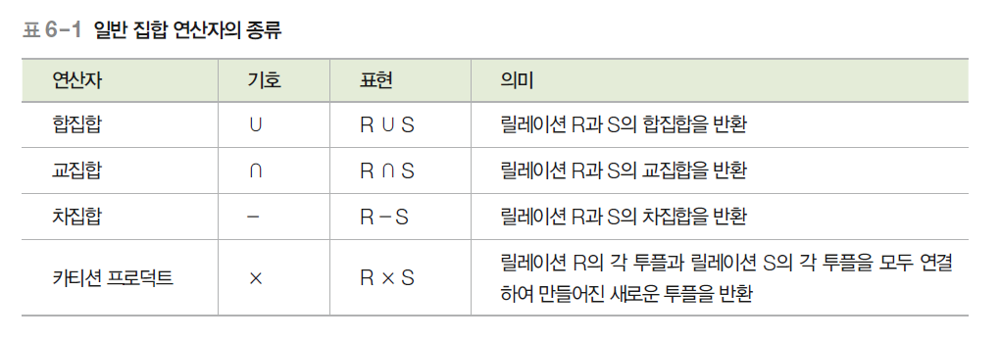 표 6-1 일반 집합 연산자의 종류
연산자 기호 표현 의미
합집합 ∪ R ∪ S 릴레이션 R과 S의 합집합을 반환
교집합 ∩ R ∩ S 릴레이션 R과 S의 교집합을 반환
차집합 − R − S 릴레이션 R과 S의 차집합을 반환
카티션 프로덕트 × R × S 릴레이션 R의 각 투플과 릴레이션 S의 각 투플을 모두 연결
하여 만들어진 새로운 투플을 반환